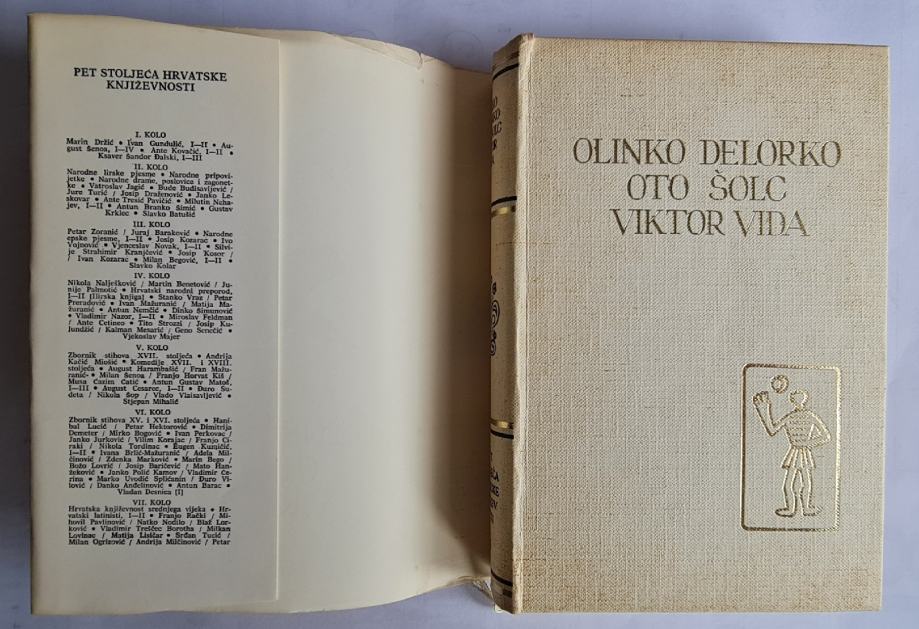 PET STOLJEĆA HRVATSKE
KNJIŽEVNOSTI
I. KOLO
Marin Držić • Ivan Gundulić, I—II • Au-
gust Šenoa, I—IV • Ante Kovačić, I—II •
Ksaver Šandor Đalski, I—III
II. KOLO
Narodne lirske pjesme • Narodne pripovi-
jetke • Narodne drame, poslovice i zagonet-
ke • Vatroslav Jagić • Bude Budisavljević /
Jure Turić / Josip Draženović • Janko Le-
skovar • Ante Tresić Pavičić • Milutin Neha-
jev, I—II • Antun Branko Šimić • Gustav
Krklec • Slavko Batušić
III. KOLO
Petar Zoranić / Juraj Baraković • Narodne
epske pjesme, I—II • Josip Kozarac • Ivo
Vojnović • Vjenceslav Novak, I—II • Silvi-
je Strahimir Kranjčević • Josip Kosor /
/ Ivan Kozarac • Milan Begović, I—II •
Slavko Kolar
IV. KOLO
Nikola Nalješković / Martin Benetović / Ju-
nije Palmotić • Hrvatski narodni preporod,
I—II (Ilirska knjiga) • Stanko Vraz / Petar
Preradović • Ivan Mažuranić / Matija Ma-
žuranić • Antun Nemčić • Dinko Šimunović
• Vladimir Nazor, I—II • Miroslav Feldman
/ Ante Cetineo • Tito Strozzi / Josip Ku-
lundžić / Kalman Mesarić / Geno Senečić •
Vjekoslav Majer
V. KOLO
Zbornik stihova XVII. stoljeća • Andrija
Kačić Miošić • Komedije XVII. i XVIII.
stoljeća • August Harambašić / Fran Mažu-
ranić • Milan Šenoa / Franjo Horvat Kiš /
Musa Ćazim Ćatić • Antun Gustav Matoš,
I—III • August Cesarec, I—II • Đuro Su-
deta / Nikola Šop / Vlado Vlaisavljević •
Stjepan Mihalić
VI. KOLO
Zbornik stihova XV. i XVI. stoljeća • Hani-
bal Lucić / Petar Hektorović • Dimitrija
Demeter / Mirko Bogović • Ivan Perkovac /
Janko Jurković / Vilim Korajac / Franjo Ci-
raki / Nikola Tordinac • Eugen Kumičić,
I—II • Ivana Brlić-Mažuranić / Adela Mil-
činović / Zdenka Marković • Marin Bego /
Božo Lovrić / Josip Baričević / Mato Han-
žeković • Janko Polić Kamov / Vladimir Če-
rina • Marko Uvodić Splićanin / Đuro Vi-
lović / Danko Anđelinović • Antun Barac •
Vladan Desnica [I]
VII. KOLO
Hrvatska književnost srednjega vijeka • Hr-
vatski latinisti, I—II • Franjo Rački / Mi-
hovil Pavlinović / Natko Nodilo / Blaž Lor-
ković • Vladimir Treščec Borotha / Milkan
Lovinac / Matija Lisičar • Srđan Tucić /
Milan Ogrizović / Andrija Milčinović / Petar
OLINKO DELORKO
OTO ŠOLC
VIKTOR VIDA